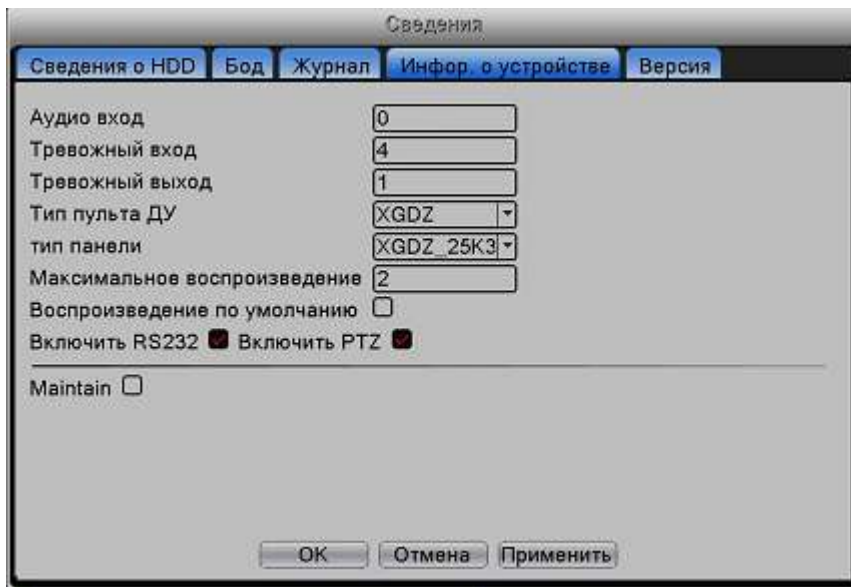 Сведения
Сведения о HDD Бод Журнал Инфор. о устройстве Версия
Аудио вход 0
Тревожный вход 4
Тревожный выход 1
Тип пульта ДУ XGDZ
тип панели XGDZ_25K3
Максимальное воспроизведение 2
Воспроизведение по умолчанию
Включить RS232 Включить PTZ
Maintain
OK Отмена Применить